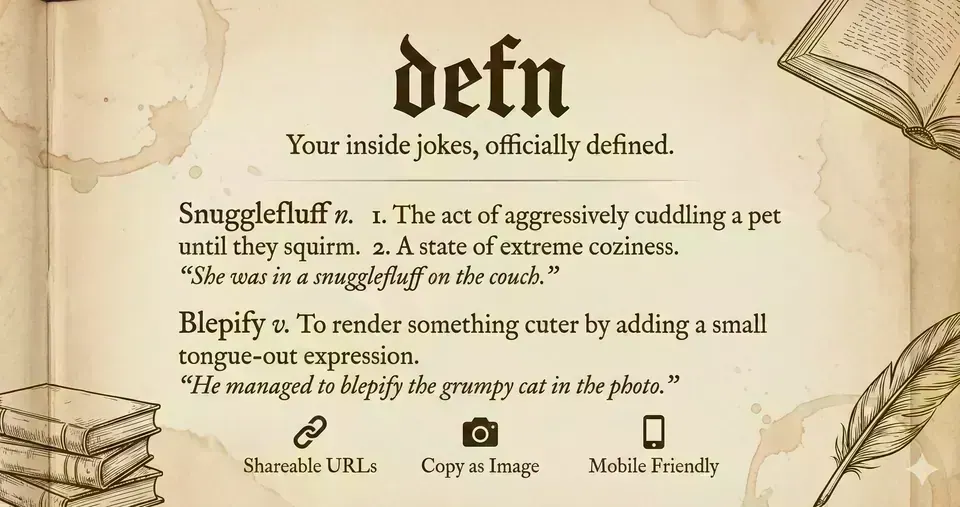 defn
Your inside jokes, officially defined.
Snugglefluff n. 1. The act of aggressively cuddling a pet
until they squirm. 2. A state of extreme coziness.
“She was in a snugglefluff on the couch.”
Blepify v. To render something cuter by adding a small
tongue-out expression.
“He managed to blepify the grumpy cat in the photo.”
Shareable URLs
Copy as Image
Mobile Friendly